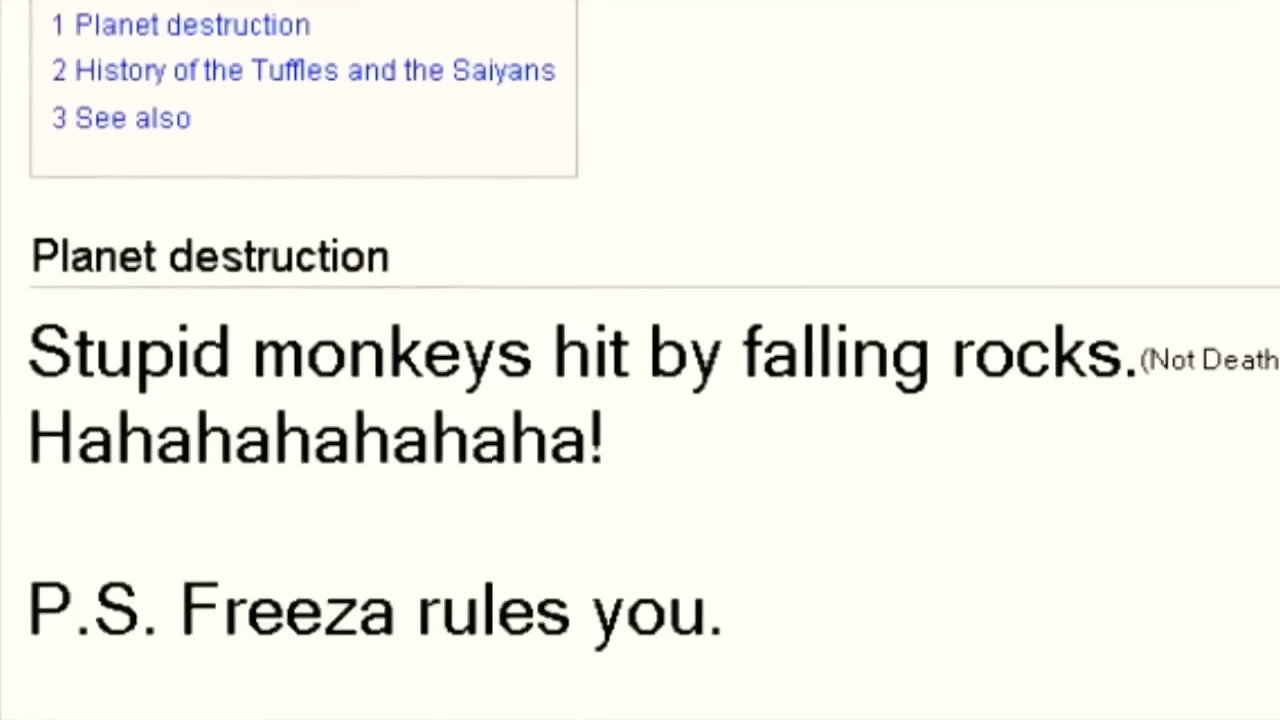 1 Planet destruction
2 History of the Tuffles and the Saiyans
3 See also
Planet destruction
Stupid monkeys hit by falling rocks.(Not Death
Hahahahahahaha!
P.S. Freeza rules you.